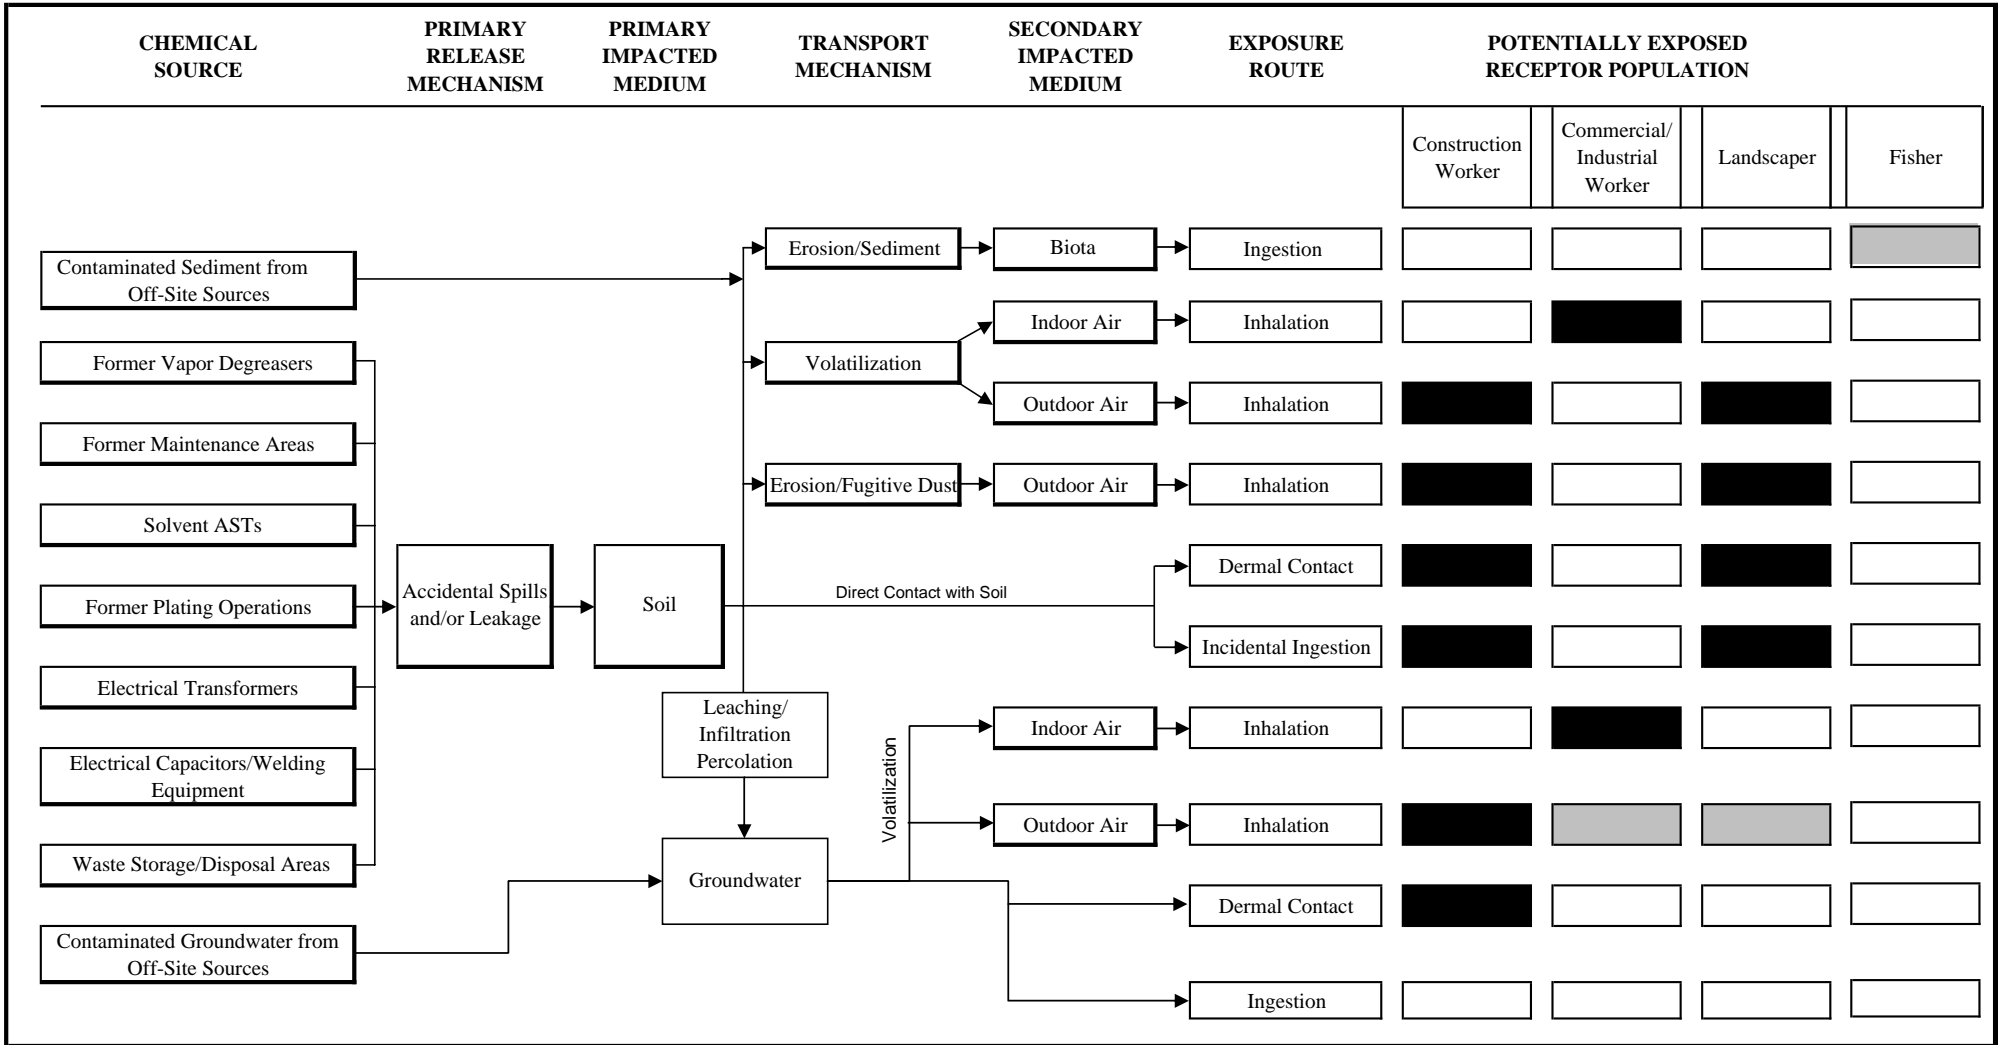 CHEMICAL
SOURCE
PRIMARY
RELEASE
MECHANISM
PRIMARY
IMPACTED
MEDIUM
TRANSPORT
MECHANISM
SECONDARY
IMPACTED
MEDIUM
EXPOSURE
ROUTE
POTENTIALLY EXPOSED
RECEPTOR POPULATION
Construction
Worker
Commercial/
Industrial
Worker
Landscaper
Fisher
Contaminated Sediment from
Off-Site Sources
Former Vapor Degreasers
Former Maintenance Areas
Solvent ASTs
Former Plating Operations
Electrical Transformers
Electrical Capacitors/Welding
Equipment
Waste Storage/Disposal Areas
Contaminated Groundwater from
Off-Site Sources
Accidental Spills
and/or Leakage
Soil
Leaching/
Infiltration
Percolation
Groundwater
Erosion/Sediment
Biota
Ingestion
Volatilization
Indoor Air
Inhalation
Outdoor Air
Inhalation
Erosion/Fugitive Dust
Outdoor Air
Inhalation
Direct Contact with Soil
Dermal Contact
Incidental Ingestion
Volatilization
Indoor Air
Inhalation
Outdoor Air
Inhalation
Dermal Contact
Ingestion